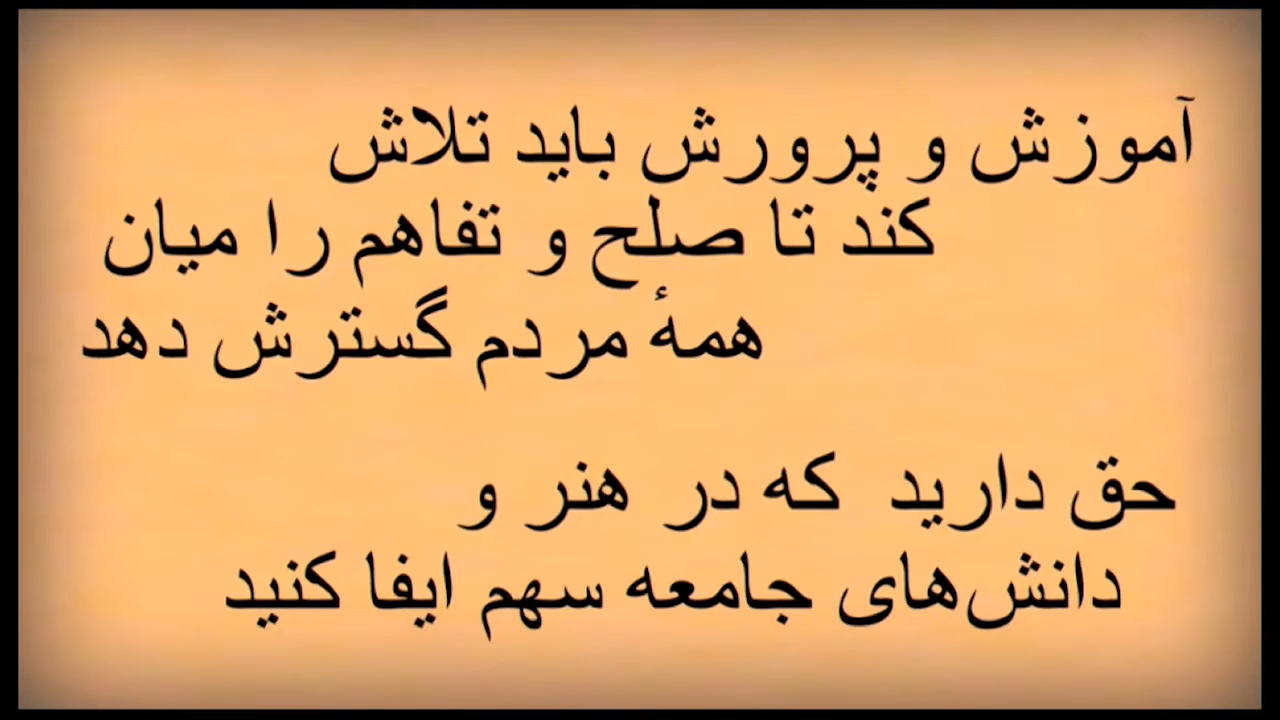 آموزش و پرورش باید تلاش
کند تا صلح و تفاهم را میان
همهٔ مردم گسترش دهد
حق دارید که در هنر و
دانش‌های جامعه سهم ایفا کنید